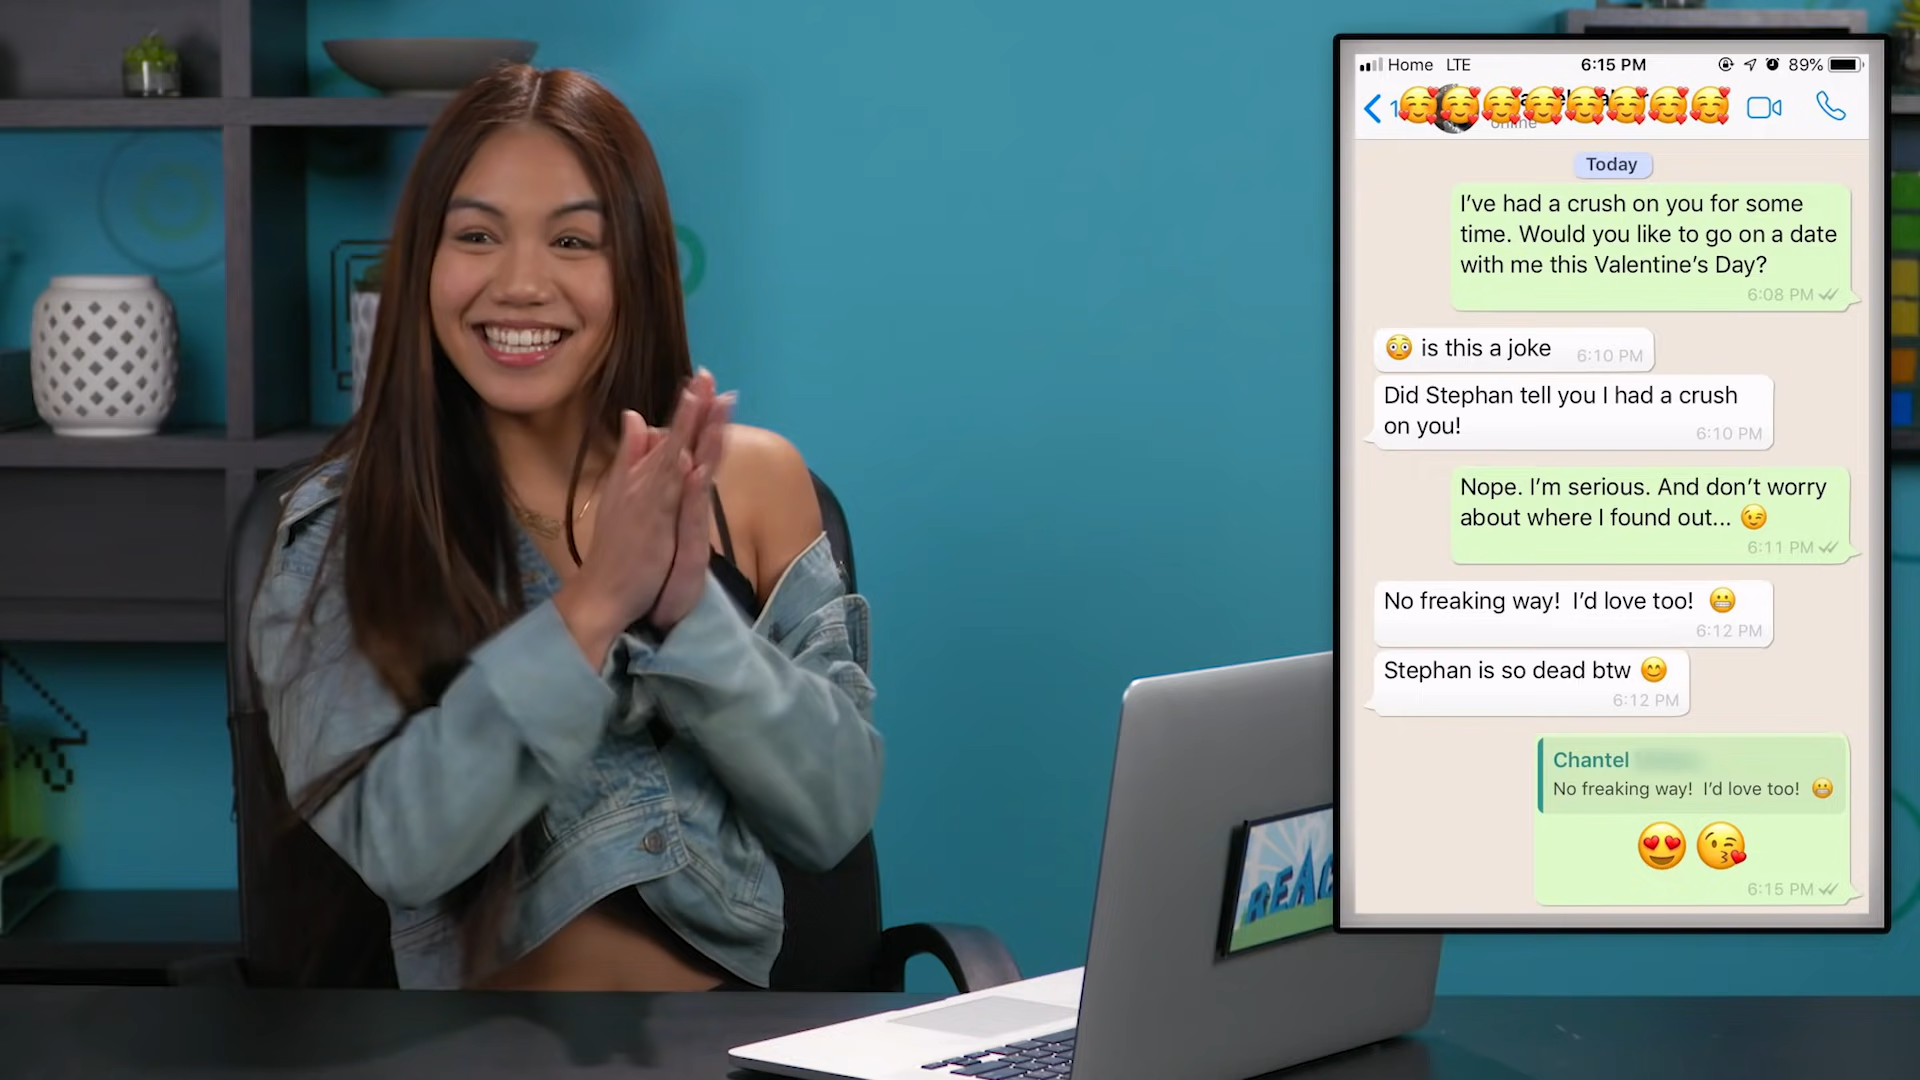 Home LTE 6:15 PM 89%
online
Today
I've had a crush on you for some
time. Would you like to go on a date
with me this Valentine's Day?
6:08 PM
😳 is this a joke 6:10 PM
Did Stephan tell you I had a crush
on you!
6:10 PM
Nope. I'm serious. And don't worry
about where I found out... 😉
6:11 PM
No freaking way! I'd love too! 😬
6:12 PM
Stephan is so dead btw 😊
6:12 PM
Chantel
No freaking way! I'd love too! 😬
😍 😘
6:15 PM
REAC